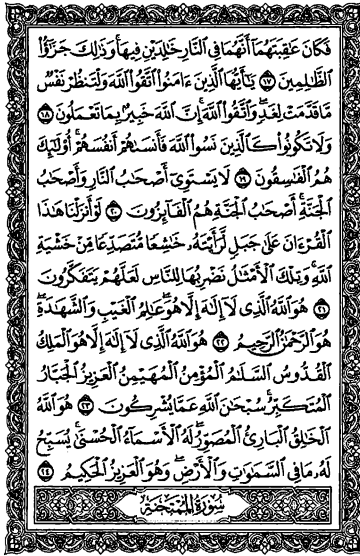 فَكَانَ عَٰقِبَتَهُمَآ أَنَّهُمَا فِى ٱلنَّارِ خَٰلِدَيْنِ فِيهَا ۚ وَذَٰلِكَ جَزَٰٓؤُا۟
ٱلظَّٰلِمِينَ ١٧ يَٰٓأَيُّهَا ٱلَّذِينَ ءَامَنُوا۟ ٱتَّقُوا۟ ٱللَّهَ وَلْتَنظُرْ نَفْسٌ
مَّا قَدَّمَتْ لِغَدٍ ۖ وَٱتَّقُوا۟ ٱللَّهَ ۚ إِنَّ ٱللَّهَ خَبِيرٌۢ بِمَا تَعْمَلُونَ ١٨
وَلَا تَكُونُوا۟ كَٱلَّذِينَ نَسُوا۟ ٱللَّهَ فَأَنسَىٰهُمْ أَنفُسَهُمْ ۚ أُو۟لَٰٓئِكَ
هُمُ ٱلْفَٰسِقُونَ ١٩ لَا يَسْتَوِىٓ أَصْحَٰبُ ٱلنَّارِ وَأَصْحَٰبُ
ٱلْجَنَّةِ ۚ أَصْحَٰبُ ٱلْجَنَّةِ هُمُ ٱلْفَآئِزُونَ ٢٠ لَوْ أَنزَلْنَا هَٰذَا
ٱلْقُرْءَانَ عَلَىٰ جَبَلٍ لَّرَأَيْتَهُۥ خَٰشِعًا مُّتَصَدِّعًا مِّنْ خَشْيَةِ
ٱللَّهِ ۚ وَتِلْكَ ٱلْأَمْثَٰلُ نَضْرِبُهَا لِلنَّاسِ لَعَلَّهُمْ يَتَفَكَّرُونَ
٢١ هُوَ ٱللَّهُ ٱلَّذِى لَآ إِلَٰهَ إِلَّا هُوَ ۖ عَٰلِمُ ٱلْغَيْبِ وَٱلشَّهَٰدَةِ ۖ
هُوَ ٱلرَّحْمَٰنُ ٱلرَّحِيمُ ٢٢ هُوَ ٱللَّهُ ٱلَّذِى لَآ إِلَٰهَ إِلَّا هُوَ ٱلْمَلِكُ
ٱلْقُدُّوسُ ٱلسَّلَٰمُ ٱلْمُؤْمِنُ ٱلْمُهَيْمِنُ ٱلْعَزِيزُ ٱلْجَبَّارُ
ٱلْمُتَكَبِّرُ ۚ سُبْحَٰنَ ٱللَّهِ عَمَّا يُشْرِكُونَ ٢٣ هُوَ ٱللَّهُ
ٱلْخَٰلِقُ ٱلْبَارِئُ ٱلْمُصَوِّرُ ۖ لَهُ ٱلْأَسْمَآءُ ٱلْحُسْنَىٰ ۚ يُسَبِّحُ
لَهُۥ مَا فِى ٱلسَّمَٰوَٰتِ وَٱلْأَرْضِ ۖ وَهُوَ ٱلْعَزِيزُ ٱلْحَكِيمُ ٢٤
سُورَةُ المُمْتَحنَةِ